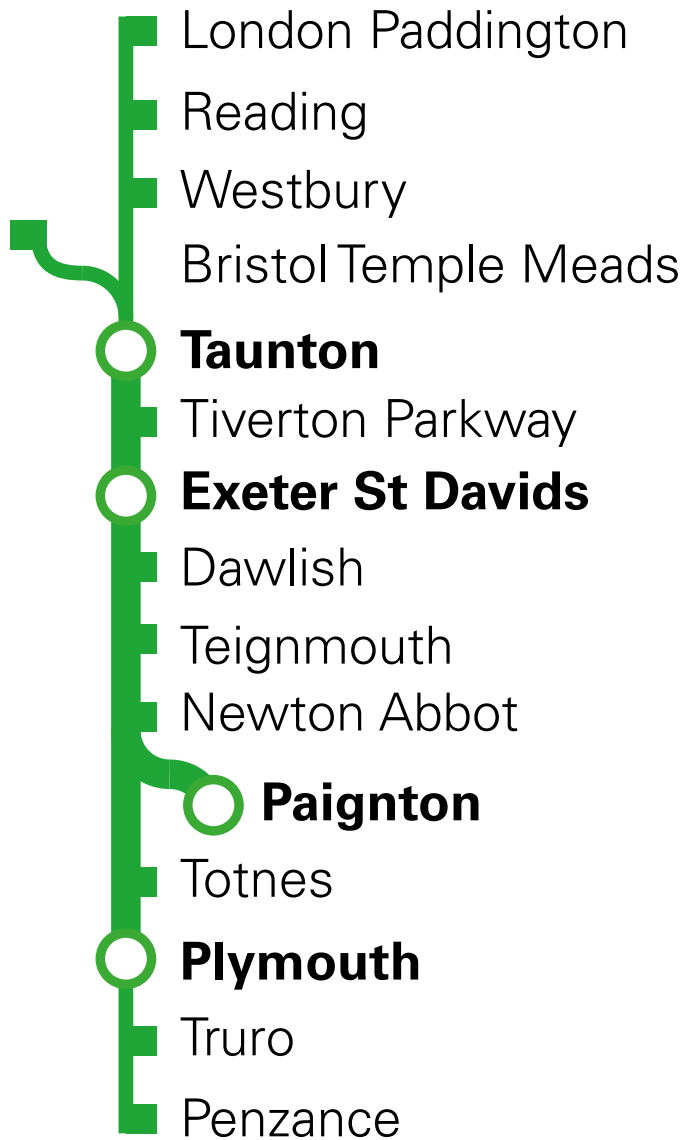 London Paddington
Reading
Westbury
Bristol Temple Meads
Taunton
Tiverton Parkway
Exeter St Davids
Dawlish
Teignmouth
Newton Abbot
Paignton
Totnes
Plymouth
Truro
Penzance